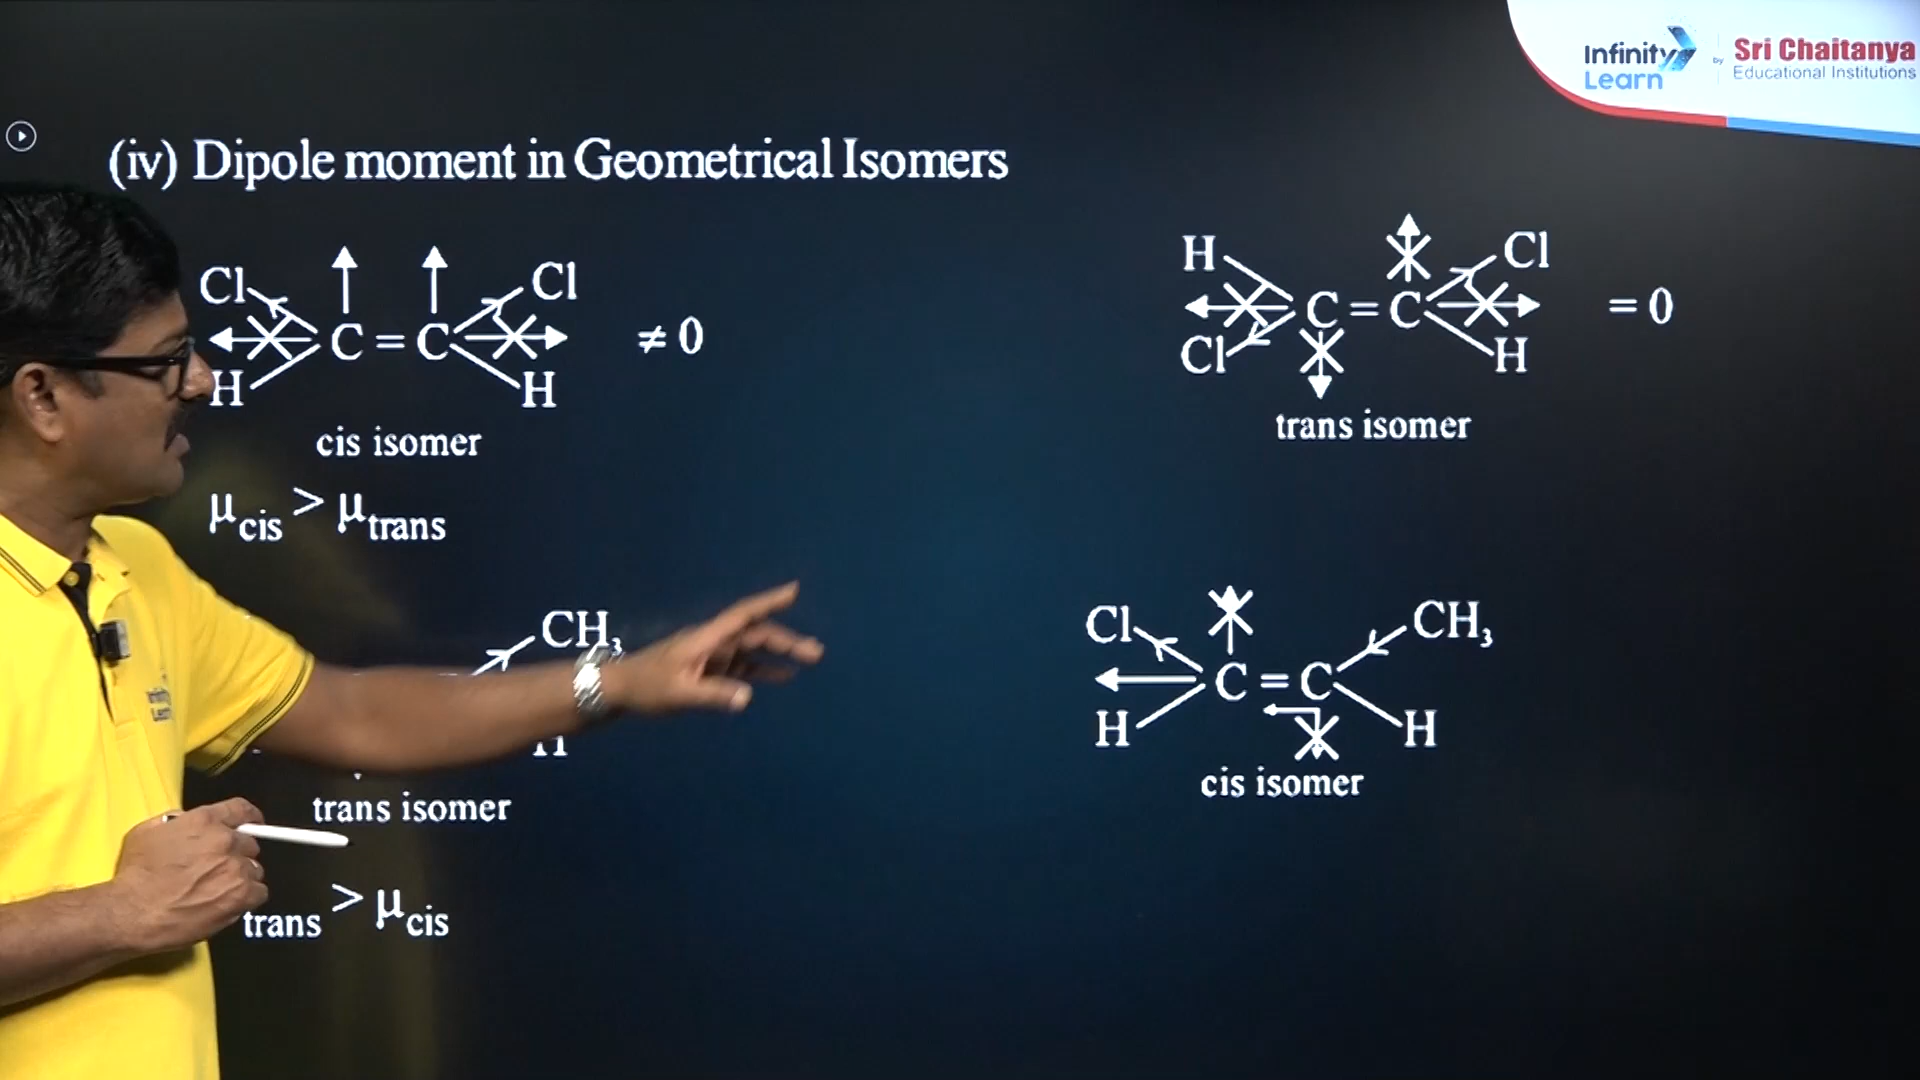 Infinity Learn by Sri Chaitanya Educational Institutions
(iv) Dipole moment in Geometrical Isomers
Cl Cl
C = C ≠ 0
H H
cis isomer
H Cl
C = C = 0
Cl H
trans isomer
μcis > μtrans
CH₃
H
trans isomer
Cl CH₃
C = C
H H
cis isomer
trans > μcis